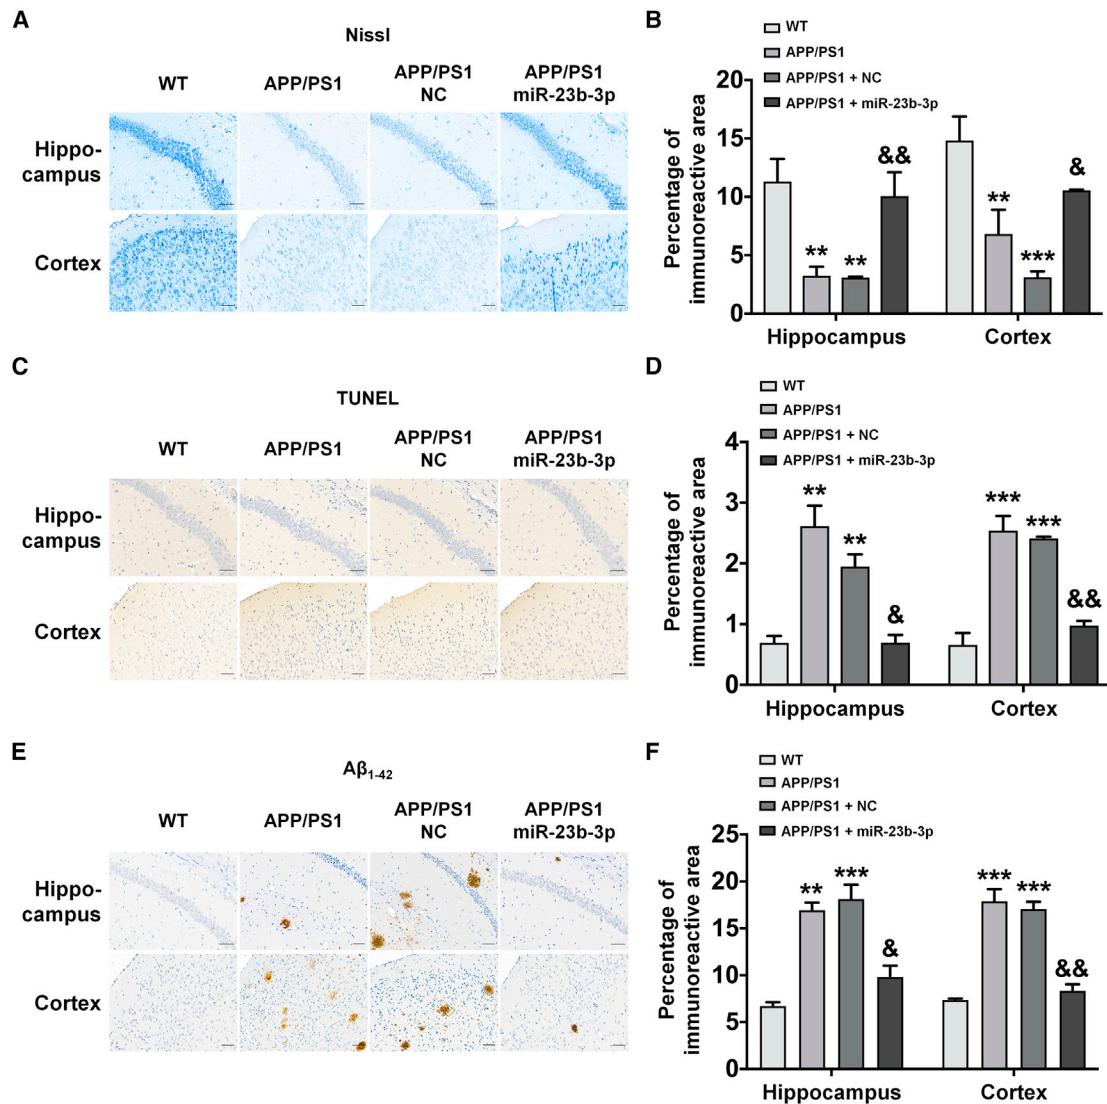 A
Nissl
WT
APP/PS1
APP/PS1
NC
APP/PS1
miR-23b-3p
Hippo-
campus
Cortex
B
WT
APP/PS1
APP/PS1 + NC
APP/PS1 + miR-23b-3p
Percentage of
immunoreactive area
20
15
10
5
0
**
**
&&
**
***
&
Hippocampus
Cortex
C
TUNEL
WT
APP/PS1
APP/PS1
NC
APP/PS1
miR-23b-3p
Hippo-
campus
Cortex
D
WT
APP/PS1
APP/PS1 + NC
APP/PS1 + miR-23b-3p
Percentage of
immunoreactive area
4
3
2
1
0
**
**
&
***
***
&&
Hippocampus
Cortex
E
Aβ1-42
WT
APP/PS1
APP/PS1
NC
APP/PS1
miR-23b-3p
Hippo-
campus
Cortex
F
WT
APP/PS1
APP/PS1 + NC
APP/PS1 + miR-23b-3p
Percentage of
immunoreactive area
25
20
15
10
5
0
**
***
&
***
***
&&
Hippocampus
Cortex